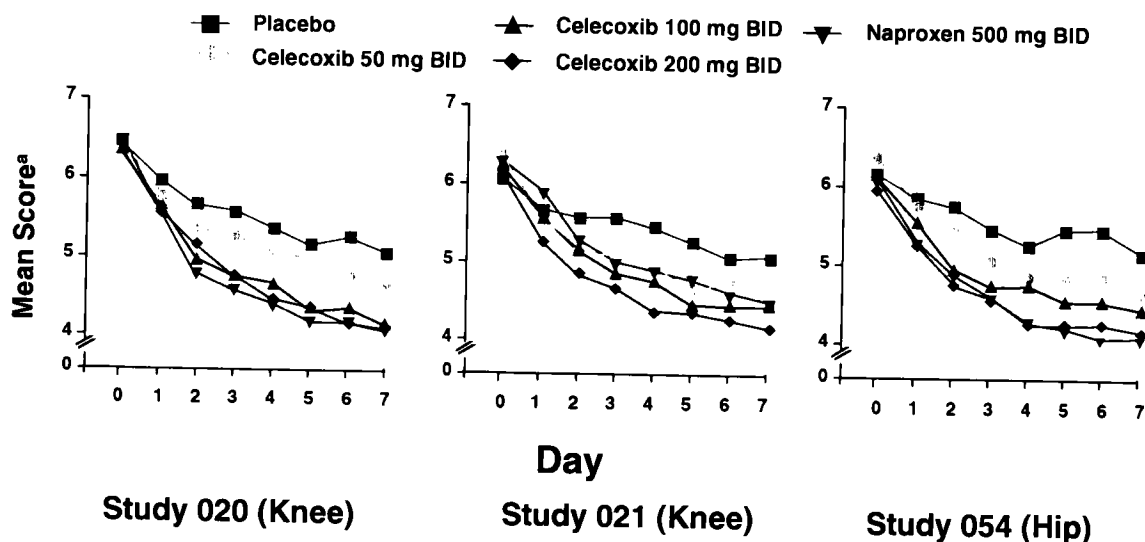 Placebo
Celecoxib 50 mg BID
Celecoxib 100 mg BID
Celecoxib 200 mg BID
Naproxen 500 mg BID
Mean Scoreᵃ
7
6
5
4
0
0 1 2 3 4 5 6 7
7
6
5
4
0
0 1 2 3 4 5 6 7
7
6
5
4
0
0 1 2 3 4 5 6 7
Day
Study 020 (Knee)
Study 021 (Knee)
Study 054 (Hip)